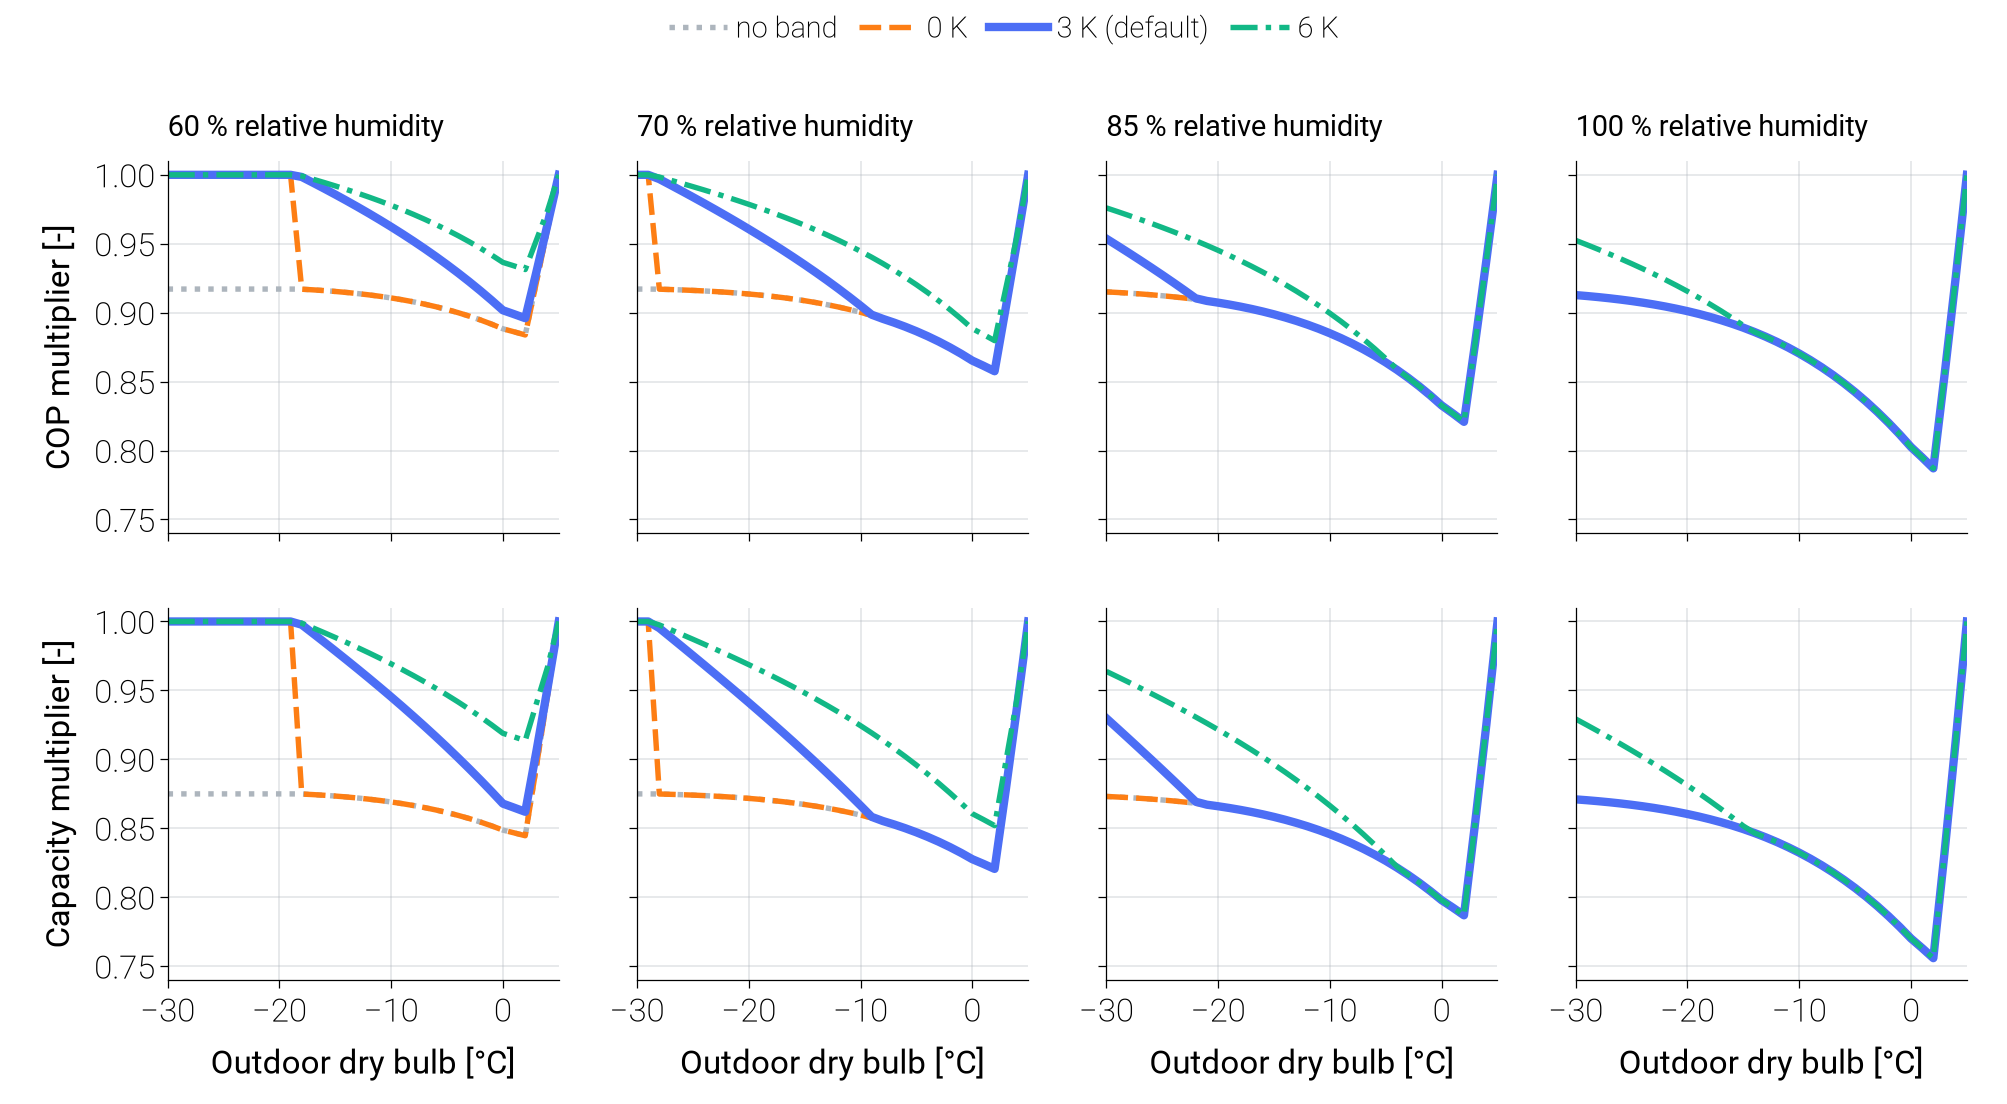 no band 0 K 3 K (default) 6 K
60 % relative humidity 70 % relative humidity 85 % relative humidity 100 % relative humidity
COP multiplier [-]
1.00
0.95
0.90
0.85
0.80
0.75
Capacity multiplier [-]
1.00
0.95
0.90
0.85
0.80
0.75
−30 −20 −10 0 −30 −20 −10 0 −30 −20 −10 0 −30 −20 −10 0
Outdoor dry bulb [°C] Outdoor dry bulb [°C] Outdoor dry bulb [°C] Outdoor dry bulb [°C]